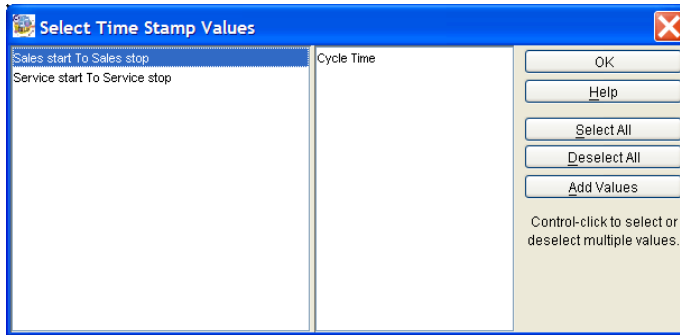 Select Time Stamp Values
Sales start To Sales stop
Service start To Service stop
Cycle Time
OK
Help
Select All
Deselect All
Add Values
Control-click to select or
deselect multiple values.